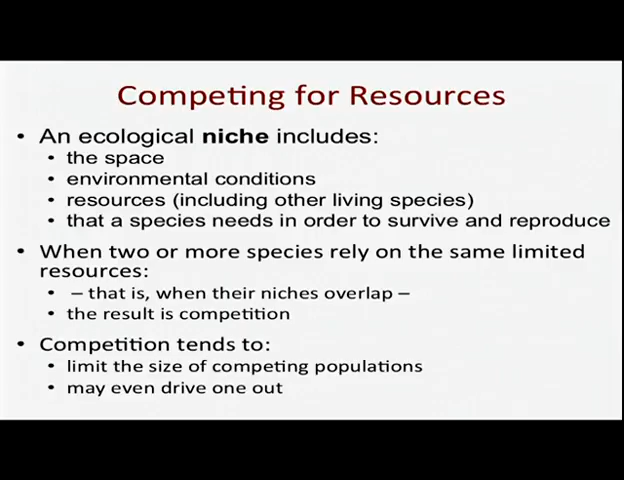 Competing for Resources
• An ecological niche includes:
• the space
• environmental conditions
• resources (including other living species)
• that a species needs in order to survive and reproduce
• When two or more species rely on the same limited
resources:
• – that is, when their niches overlap –
• the result is competition
• Competition tends to:
• limit the size of competing populations
• may even drive one out